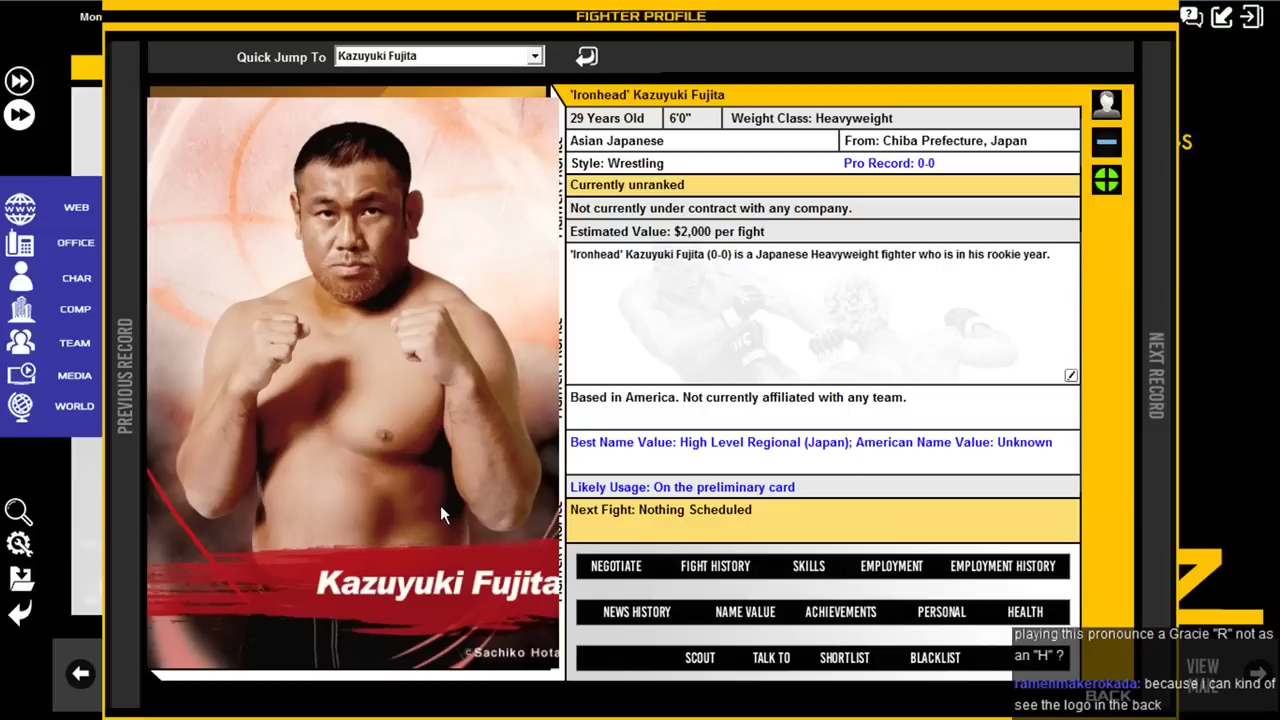 Mon
FIGHTER PROFILE
Quick Jump To
Kazuyuki Fujita
'Ironhead' Kazuyuki Fujita
29 Years Old
6'0"
Weight Class: Heavyweight
Asian Japanese
From: Chiba Prefecture, Japan
Style: Wrestling
Pro Record: 0-0
Currently unranked
Not currently under contract with any company.
Estimated Value: $2,000 per fight
'Ironhead' Kazuyuki Fujita (0-0) is a Japanese Heavyweight fighter who is in his rookie year.
Based in America. Not currently affiliated with any team.
Best Name Value: High Level Regional (Japan); American Name Value: Unknown
Likely Usage: On the preliminary card
Next Fight: Nothing Scheduled
NEGOTIATE
FIGHT HISTORY
SKILLS
EMPLOYMENT
EMPLOYMENT HISTORY
NEWS HISTORY
NAME VALUE
ACHIEVEMENTS
PERSONAL
HEALTH
SCOUT
TALK TO
SHORTLIST
BLACKLIST
BACK
WWW
WEB
OFFICE
CHAR
COMP
TEAM
MEDIA
WORLD
PREVIOUS RECORD
NEXT RECORD
Kazuyuki Fujita
©Sachiko Hota
playing this pronounce a Gracie "R" not as
an "H" ?
ramenmakerokada: because I can kind of
see the logo in the back
VIEW